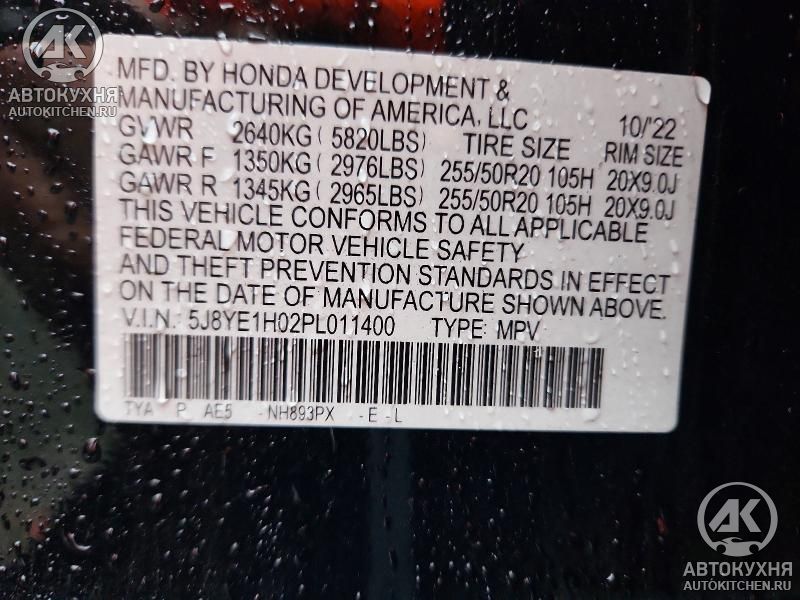 AK
АВТОКУХНЯ
AUTOKITCHEN.RU
MFD. BY HONDA DEVELOPMENT &
MANUFACTURING OF AMERICA, LLC 10/'22
GVWR 2640KG ( 5820LBS) TIRE SIZE RIM SIZE
GAWR F 1350KG ( 2976LBS) 255/50R20 105H 20X9.0J
GAWR R 1345KG ( 2965LBS) 255/50R20 105H 20X9.0J
THIS VEHICLE CONFORMS TO ALL APPLICABLE
FEDERAL MOTOR VEHICLE SAFETY
AND THEFT PREVENTION STANDARDS IN EFFECT
ON THE DATE OF MANUFACTURE SHOWN ABOVE.
V.I.N.: 5J8YE1H02PL011400 TYPE: MPV
TYA P AE5 -NH893PX -E -L
AK
АВТОКУХНЯ
AUTOKITCHEN.RU